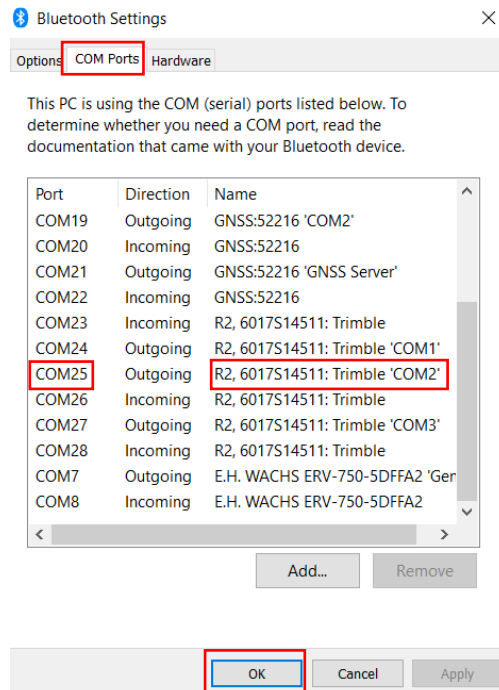 Bluetooth Settings
Options COM Ports Hardware
This PC is using the COM (serial) ports listed below. To
determine whether you need a COM port, read the
documentation that came with your Bluetooth device.
Port Direction Name
COM19 Outgoing GNSS:52216 'COM2'
COM20 Incoming GNSS:52216
COM21 Outgoing GNSS:52216 'GNSS Server'
COM22 Incoming GNSS:52216
COM23 Incoming R2, 6017S14511: Trimble
COM24 Outgoing R2, 6017S14511: Trimble 'COM1'
COM25 Outgoing R2, 6017S14511: Trimble 'COM2'
COM26 Incoming R2, 6017S14511: Trimble
COM27 Outgoing R2, 6017S14511: Trimble 'COM3'
COM28 Incoming R2, 6017S14511: Trimble
COM7 Outgoing E.H. WACHS ERV-750-5DFFA2 'Gen
COM8 Incoming E.H. WACHS ERV-750-5DFFA2
Add... Remove
OK Cancel Apply